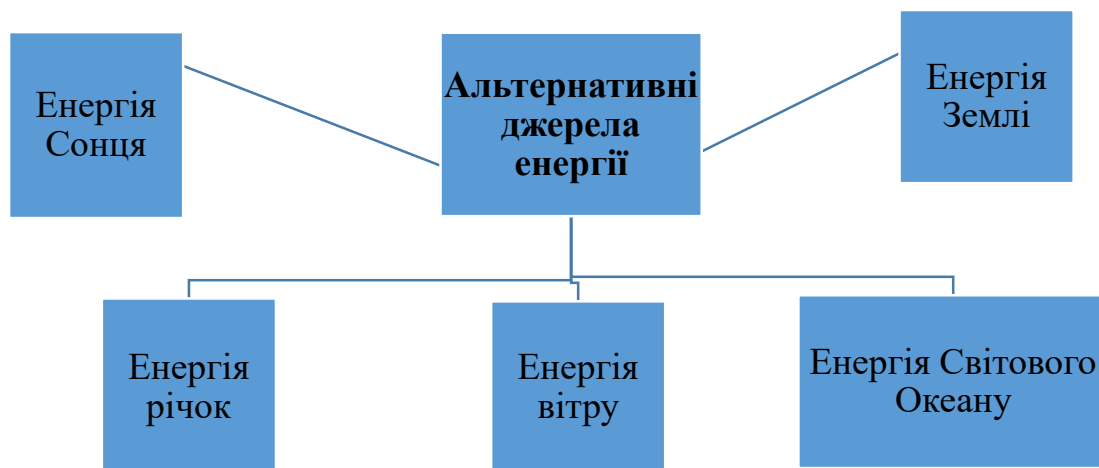 Енергія
Сонця
Альтернативні
джерела
енергії
Енергія
Землі
Енергія
річок
Енергія
вітру
Енергія Світового
Океану